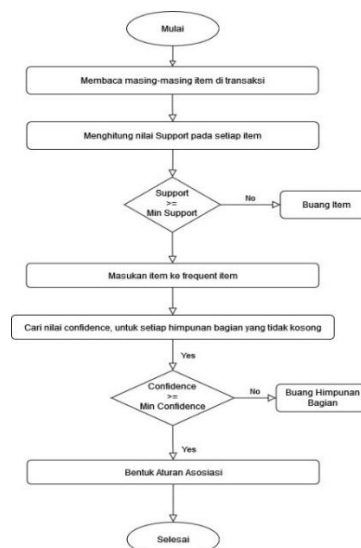 Mulai
Membaca masing-masing item di transaksi
Menghitung nilai Support pada setiap item
Support
>=
Min Support
No
Buang Item
Masukan item ke frequent item
Cari nilai confidence, untuk setiap himpunan bagian yang tidak kosong
Yes
Confidence
>=
Min Confidence
No
Buang Himpunan
Bagian
Yes
Bentuk Aturan Asosiasi
Selesai